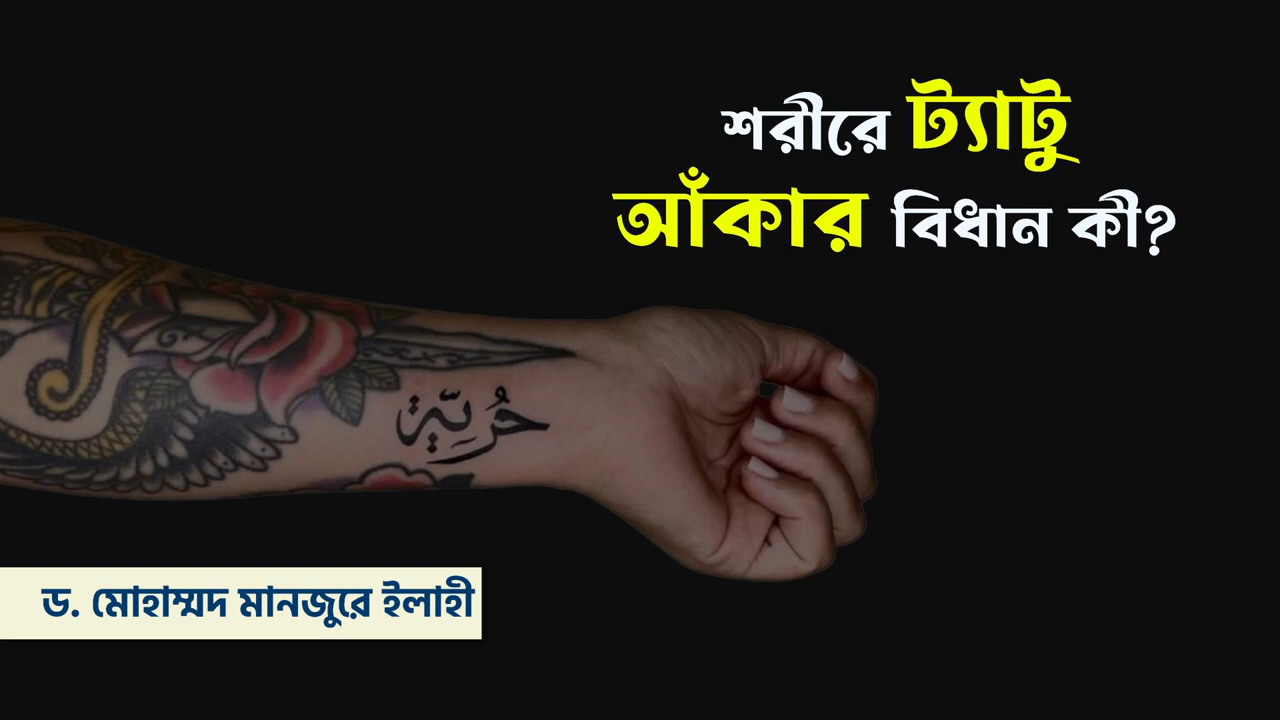 শরীরে ট্যাটু
আঁকার বিধান কী?
حُرِيَّة
ড. মোহাম্মদ মানজুরে ইলাহী